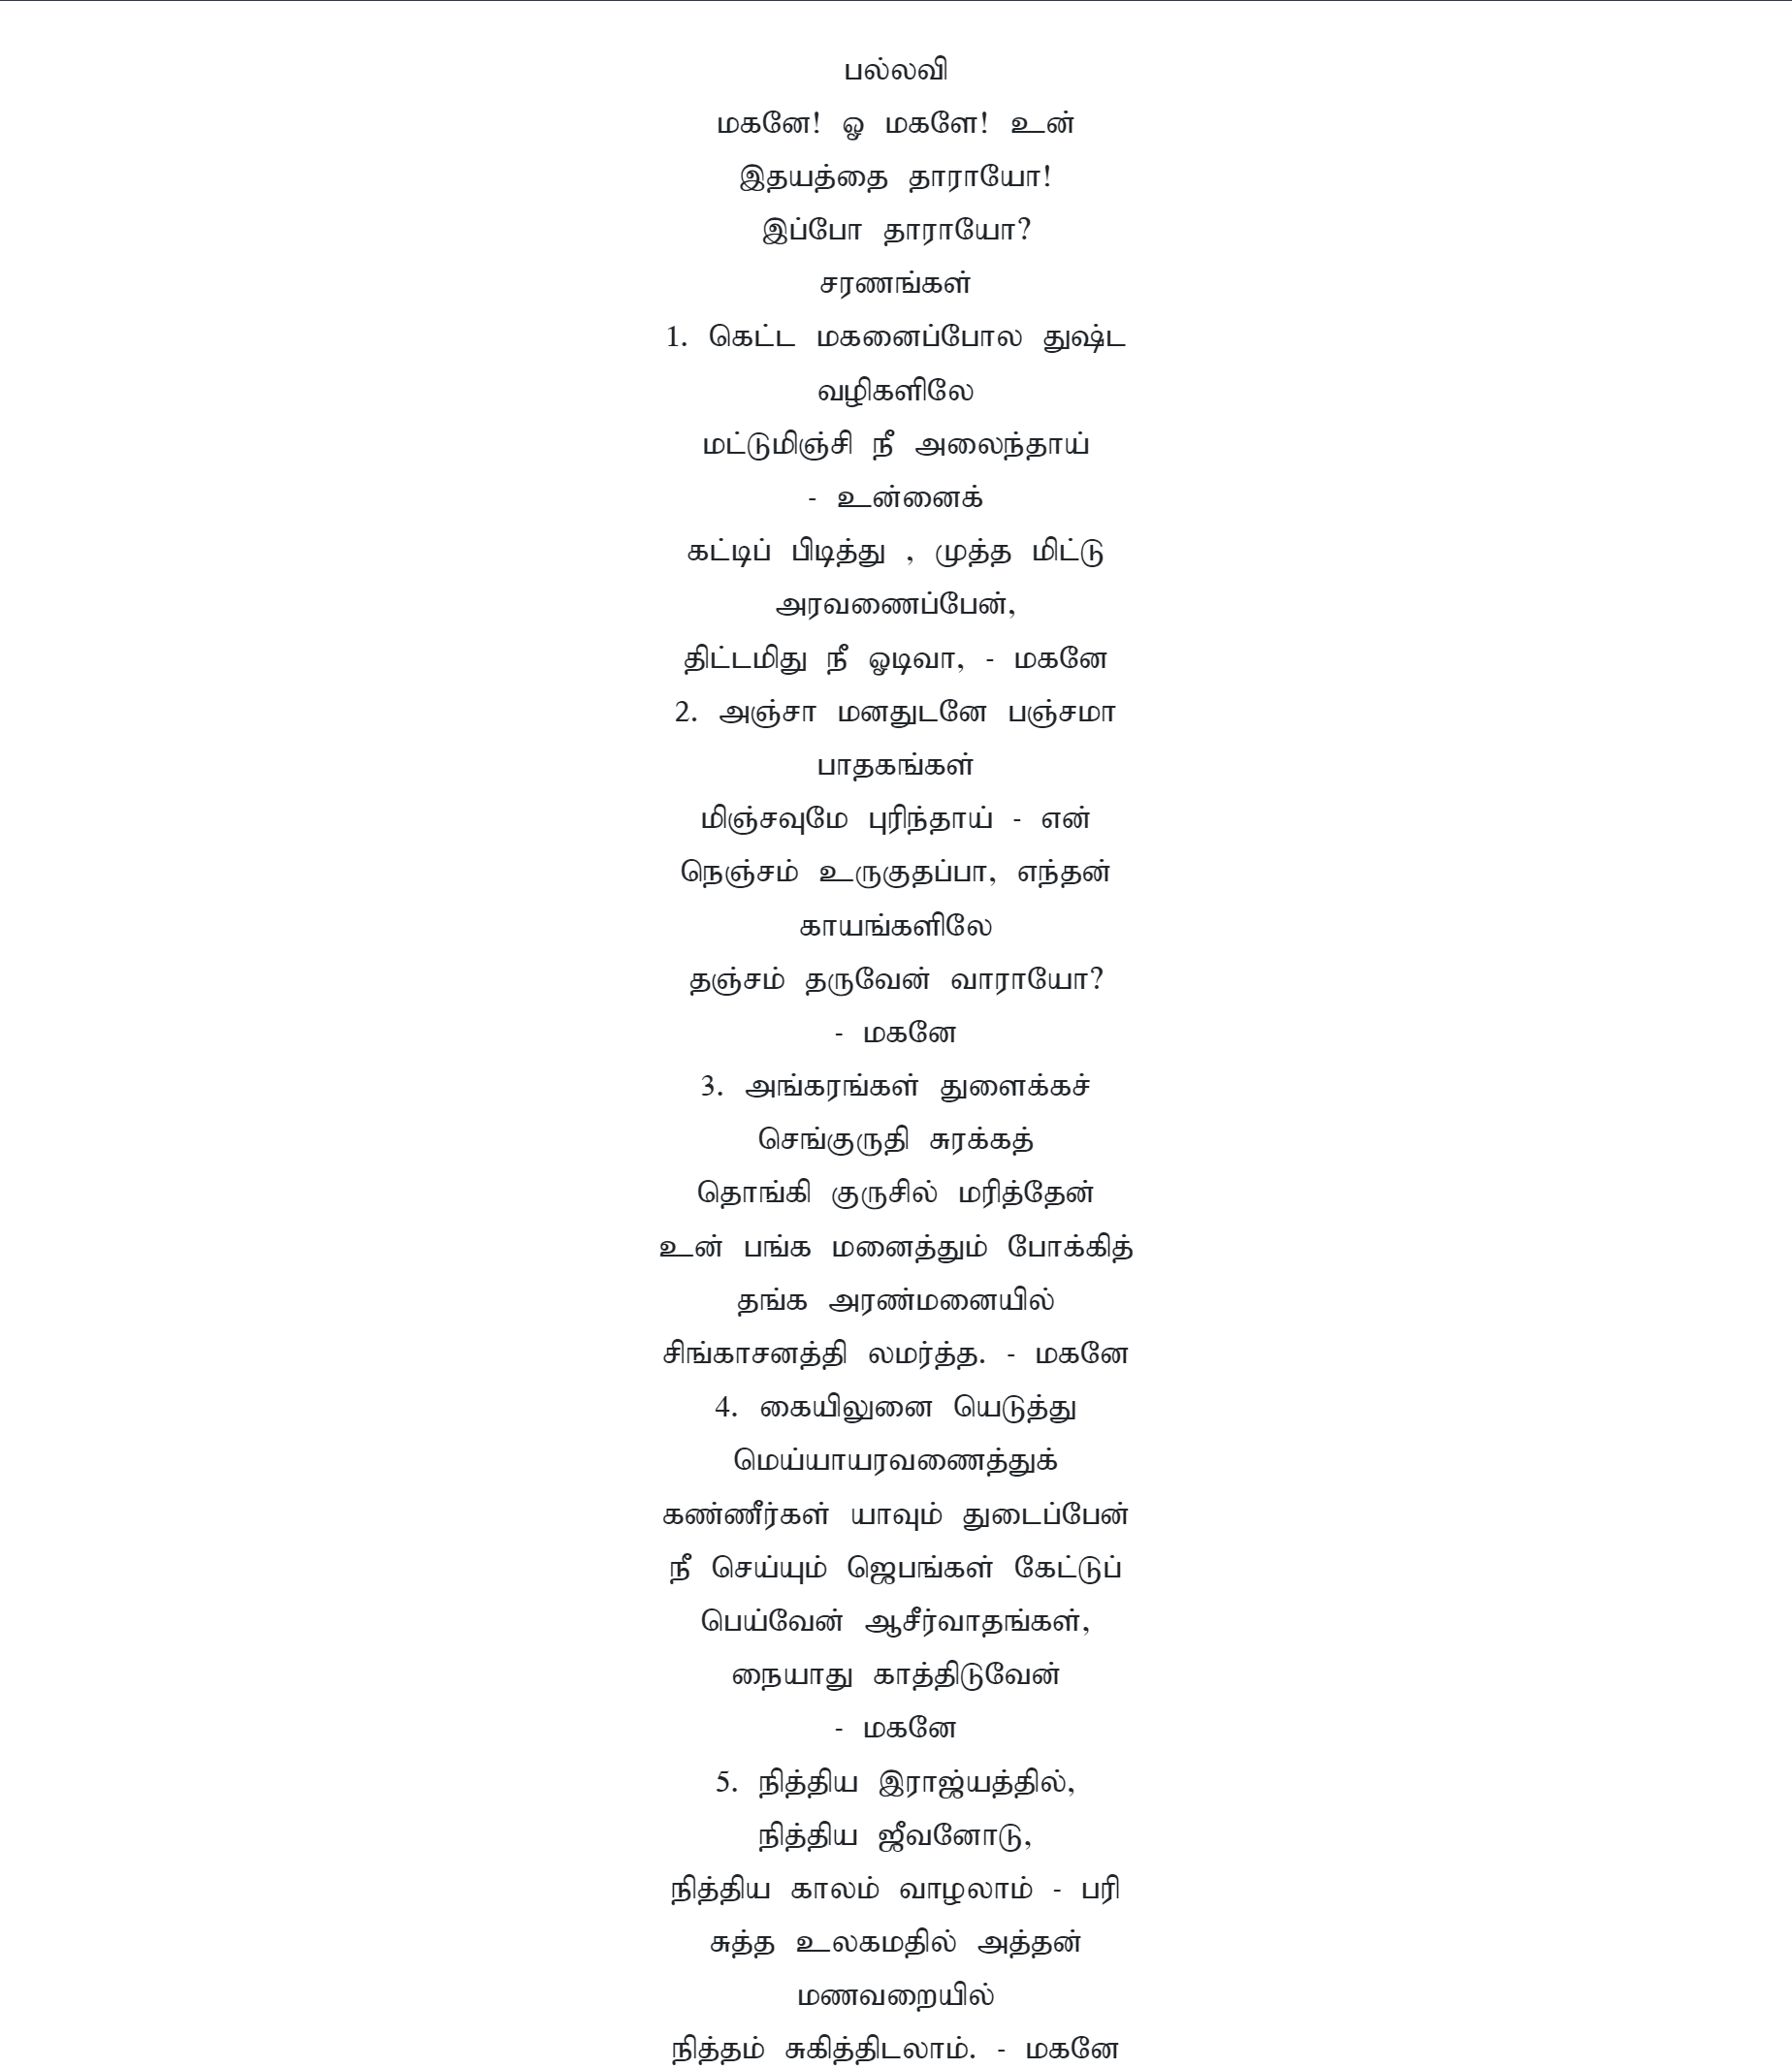 பல்லவி
மகனே! ஓ மகளே! உன்
இதயத்தை தாராயோ!
இப்போ தாராயோ?
சரணங்கள்
1. கெட்ட மகனைப்போல துஷ்ட
வழிகளிலே
மட்டுமிஞ்சி நீ அலைந்தாய்
- உன்னைக்
கட்டிப் பிடித்து , முத்த மிட்டு
அரவணைப்பேன்,
திட்டமிது நீ ஓடிவா, - மகனே
2. அஞ்சா மனதுடனே பஞ்சமா
பாதகங்கள்
மிஞ்சவுமே புரிந்தாய் - என்
நெஞ்சம் உருகுதப்பா, எந்தன்
காயங்களிலே
தஞ்சம் தருவேன் வாராயோ?
- மகனே
3. அங்கரங்கள் துளைக்கச்
செங்குருதி சுரக்கத்
தொங்கி குருசில் மரித்தேன்
உன் பங்க மனைத்தும் போக்கித்
தங்க அரண்மனையில்
சிங்காசனத்தி லமர்த்த. - மகனே
4. கையிலுனை யெடுத்து
மெய்யாயரவணைத்துக்
கண்ணீர்கள் யாவும் துடைப்பேன்
நீ செய்யும் ஜெபங்கள் கேட்டுப்
பெய்வேன் ஆசீர்வாதங்கள்,
நையாது காத்திடுவேன்
- மகனே
5. நித்திய இராஜ்யத்தில்,
நித்திய ஜீவனோடு,
நித்திய காலம் வாழலாம் - பரி
சுத்த உலகமதில் அத்தன்
மணவறையில்
நித்தம் சுகித்திடலாம். - மகனே